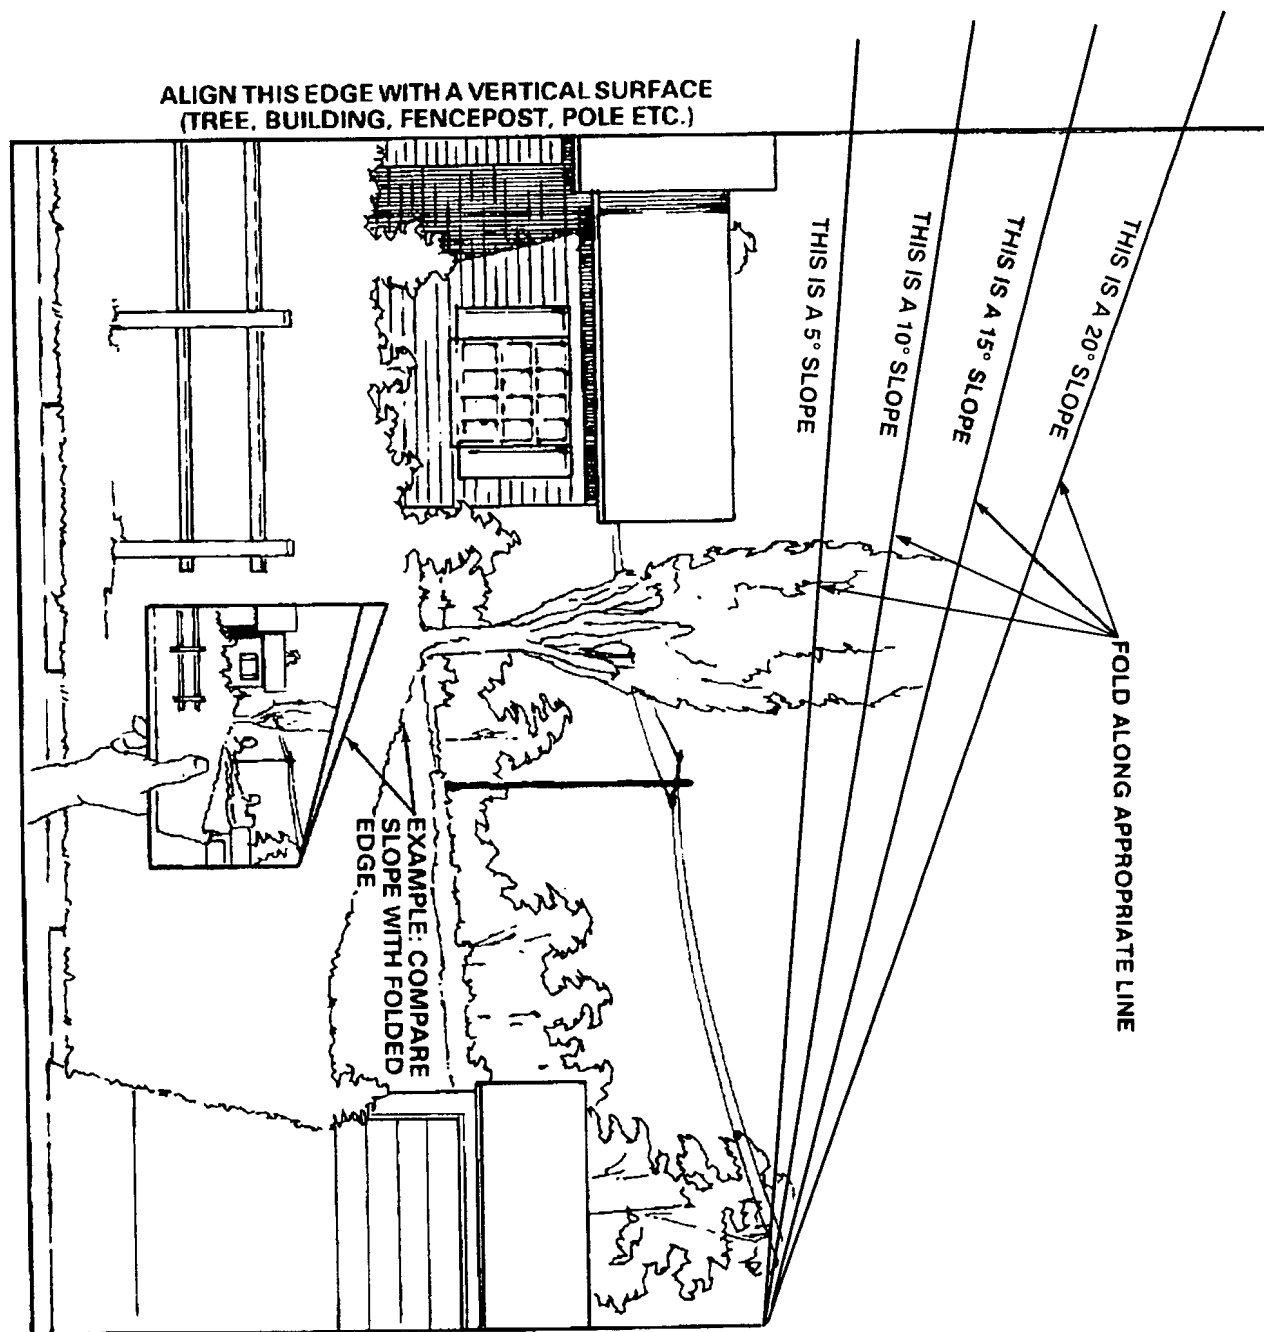 ALIGN THIS EDGE WITH A VERTICAL SURFACE
(TREE, BUILDING, FENCEPOST, POLE ETC.)
THIS IS A 20° SLOPE
THIS IS A 15° SLOPE
THIS IS A 10° SLOPE
THIS IS A 5° SLOPE
FOLD ALONG APPROPRIATE LINE
EXAMPLE: COMPARE
SLOPE WITH FOLDED
EDGE